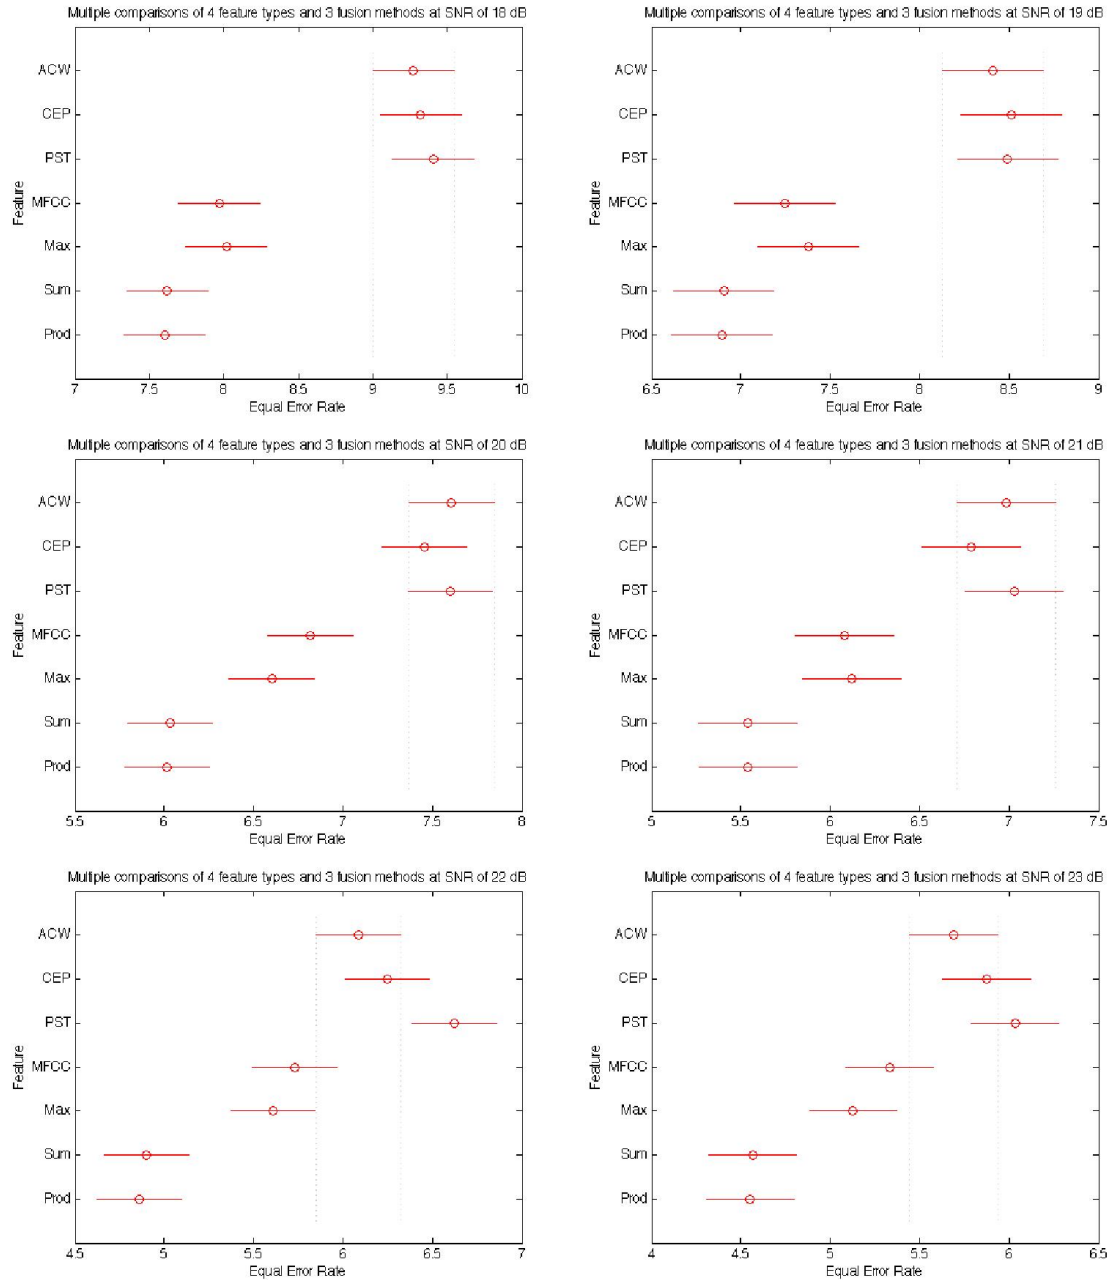 Multiple comparisons of 4 feature types and 3 fusion methods at SNR of 18 dB
ACW
CEP
PST
MFCC
Max
Sum
Prod
Feature
7 7.5 8 8.5 9 9.5 10
Equal Error Rate
Multiple comparisons of 4 feature types and 3 fusion methods at SNR of 19 dB
ACW
CEP
PST
MFCC
Max
Sum
Prod
Feature
6.5 7 7.5 8 8.5 9
Equal Error Rate
Multiple comparisons of 4 feature types and 3 fusion methods at SNR of 20 dB
ACW
CEP
PST
MFCC
Max
Sum
Prod
Feature
5.5 6 6.5 7 7.5 8
Equal Error Rate
Multiple comparisons of 4 feature types and 3 fusion methods at SNR of 21 dB
ACW
CEP
PST
MFCC
Max
Sum
Prod
Feature
5 5.5 6 6.5 7 7.5
Equal Error Rate
Multiple comparisons of 4 feature types and 3 fusion methods at SNR of 22 dB
ACW
CEP
PST
MFCC
Max
Sum
Prod
Feature
4.5 5 5.5 6 6.5 7
Equal Error Rate
Multiple comparisons of 4 feature types and 3 fusion methods at SNR of 23 dB
ACW
CEP
PST
MFCC
Max
Sum
Prod
Feature
4 4.5 5 5.5 6 6.5
Equal Error Rate